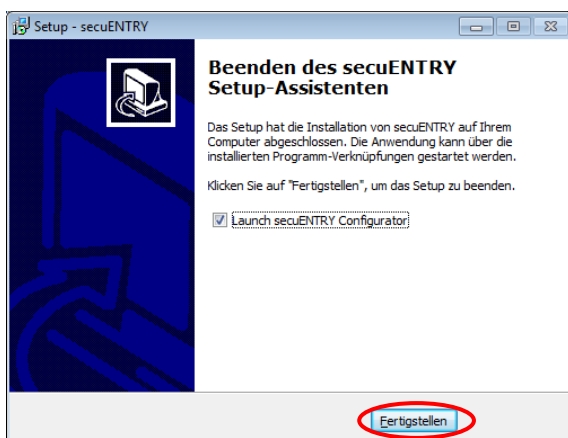 Setup - secuENTRY
Beenden des secuENTRY
Setup-Assistenten
Das Setup hat die Installation von secuENTRY auf Ihrem
Computer abgeschlossen. Die Anwendung kann über die
installierten Programm-Verknüpfungen gestartet werden.
Klicken Sie auf "Fertigstellen", um das Setup zu beenden.
Launch secuENTRY Configurator
Fertigstellen